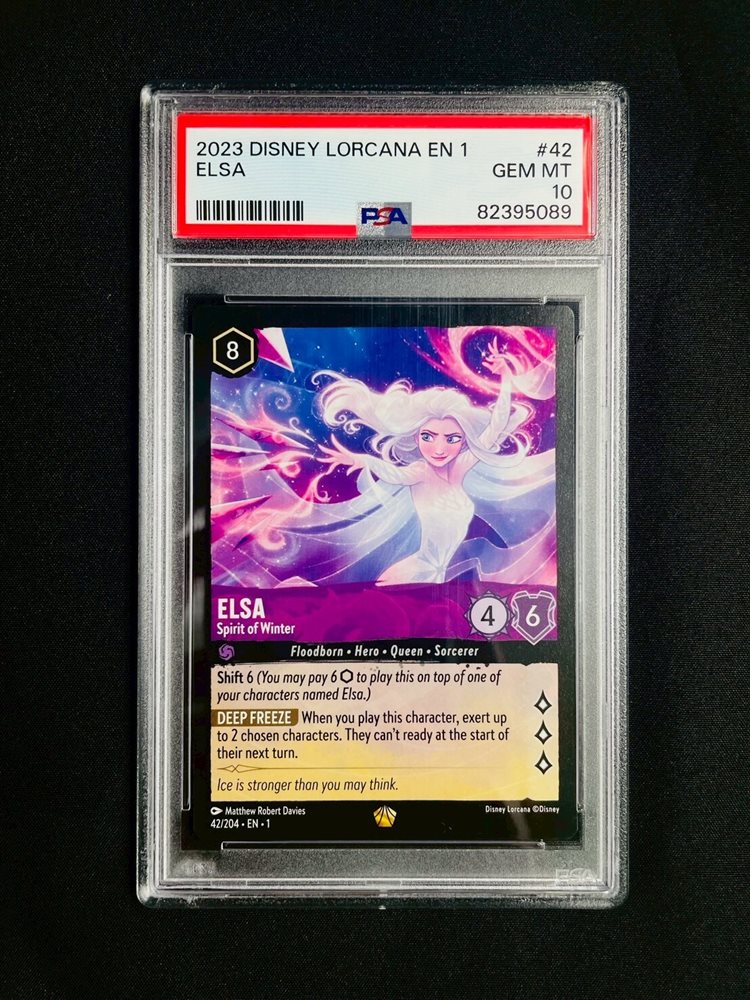 2023 DISNEY LORCANA EN 1 #42
ELSA GEM MT
10
PSA 82395089
8
ELSA
Spirit of Winter
4 6
Floodborn • Hero • Queen • Sorcerer
Shift 6 (You may pay 6 to play this on top of one of
your characters named Elsa.)
DEEP FREEZE When you play this character, exert up
to 2 chosen characters. They can't ready at the start of
their next turn.
Ice is stronger than you may think.
Matthew Robert Davies
42/204 • EN • 1
Disney Lorcana ©Disney